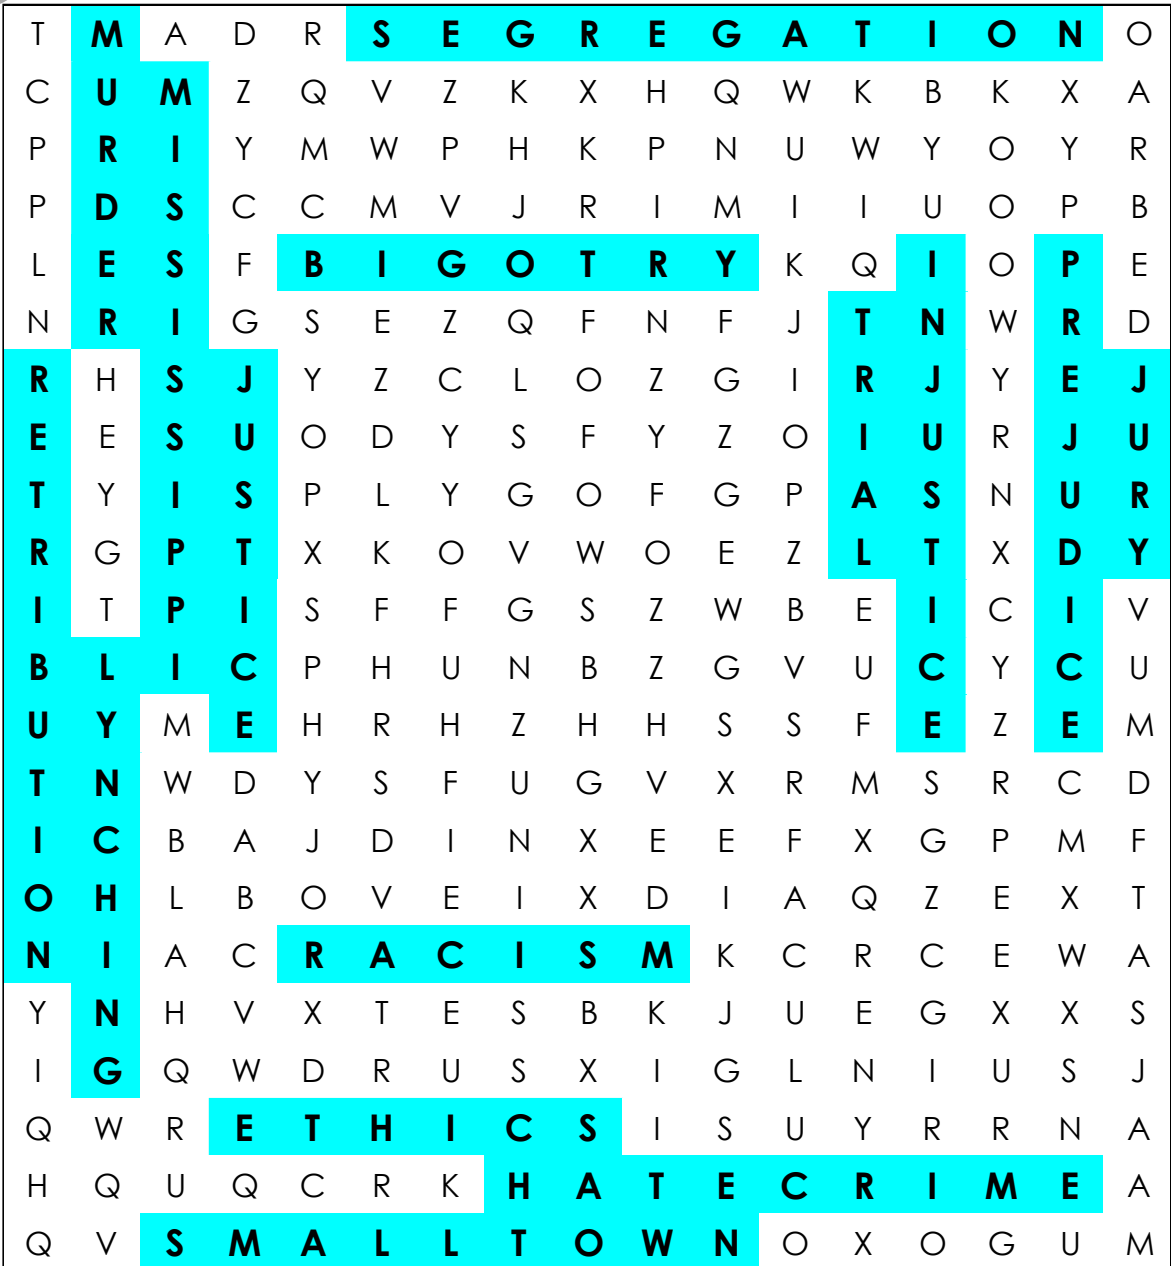 T M A D R S E G R E G A T I O N O
C U M Z Q V Z K X H Q W K B K X A
P R I Y M W P H K P N U W Y O Y R
P D S C C M V J R I M I I U O P B
L E S F B I G O T R Y K Q I O P E
N R I G S E Z Q F N F J T N W R D
R H S J Y Z C L O Z G I R J Y E J
E E S U O D Y S F Y Z O I U R J U
T Y I S P L Y G O F G P A S N U R
R G P T X K O V W O E Z L T X D Y
I T P I S F F G S Z W B E I C I V
B L I C P H U N B Z G V U C Y C U
U Y M E H R H Z H H S S F E Z E M
T N W D Y S F U G V X R M S R C D
I C B A J D I N X E E F X G P M F
O H L B O V E I X D I A Q Z E X T
N I A C R A C I S M K C R C E W A
Y N H V X T E S B K J U E G X X S
I G Q W D R U S X I G L N I U S J
Q W R E T H I C S I S U Y R R N A
H Q U Q C R K H A T E C R I M E A
Q V S M A L L T O W N O X O G U M